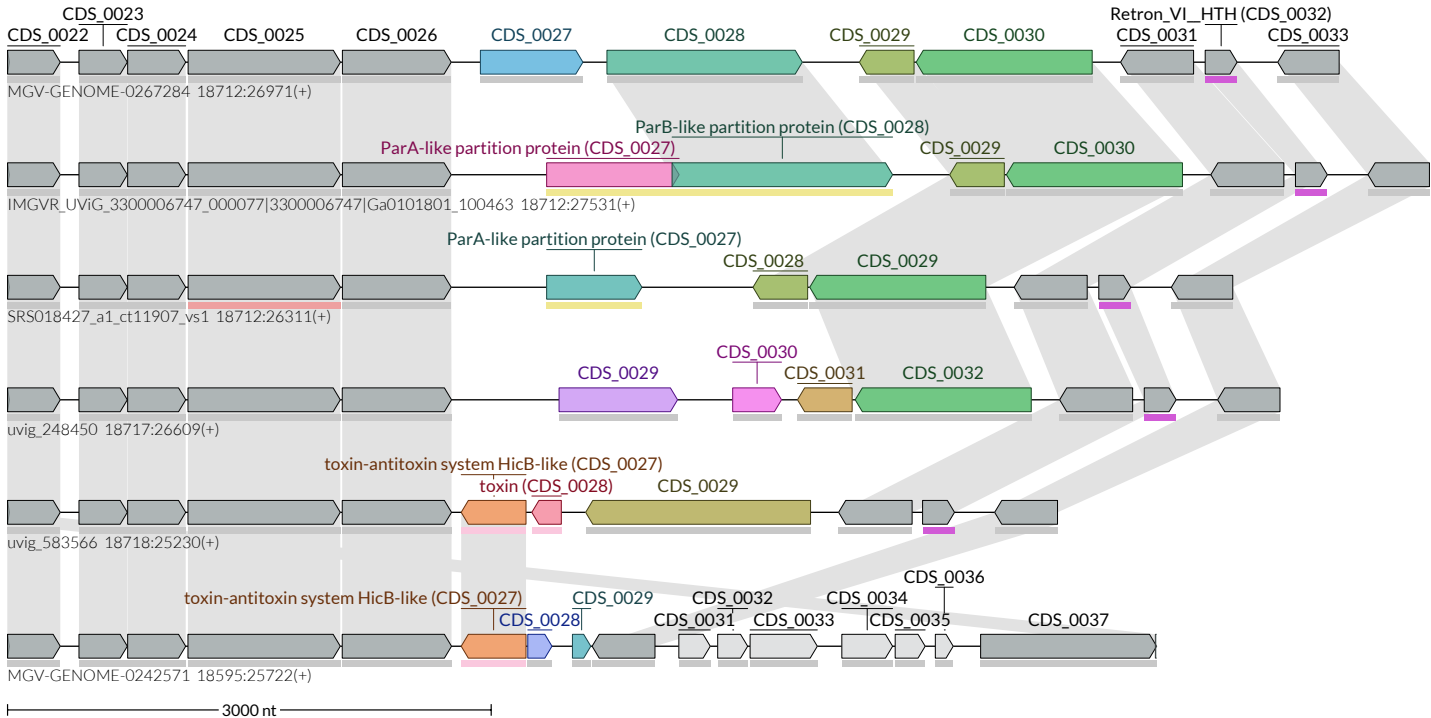 CDS_0023 Retron_VI__HTH (CDS_0032)
CDS_0022 CDS_0024 CDS_0025 CDS_0026 CDS_0027 CDS_0028 CDS_0029 CDS_0030 CDS_0031 CDS_0033
MGV-GENOME-0267284 18712:26971(+)
ParB-like partition protein (CDS_0028)
ParA-like partition protein (CDS_0027) CDS_0029 CDS_0030
IMGVR_UViG_3300006747_000077|3300006747|Ga0101801_100463 18712:27531(+)
ParA-like partition protein (CDS_0027)
CDS_0028 CDS_0029
SRS018427_a1_ct11907_vs1 18712:26311(+)
CDS_0030
CDS_0029 CDS_0031 CDS_0032
uvig_248450 18717:26609(+)
toxin-antitoxin system HicB-like (CDS_0027)
toxin (CDS_0028) CDS_0029
uvig_583566 18718:25230(+)
CDS_0036
toxin-antitoxin system HicB-like (CDS_0027) CDS_0029 CDS_0032 CDS_0034
CDS_0028 CDS_0031 CDS_0033 CDS_0035 CDS_0037
MGV-GENOME-0242571 18595:25722(+)
3000 nt